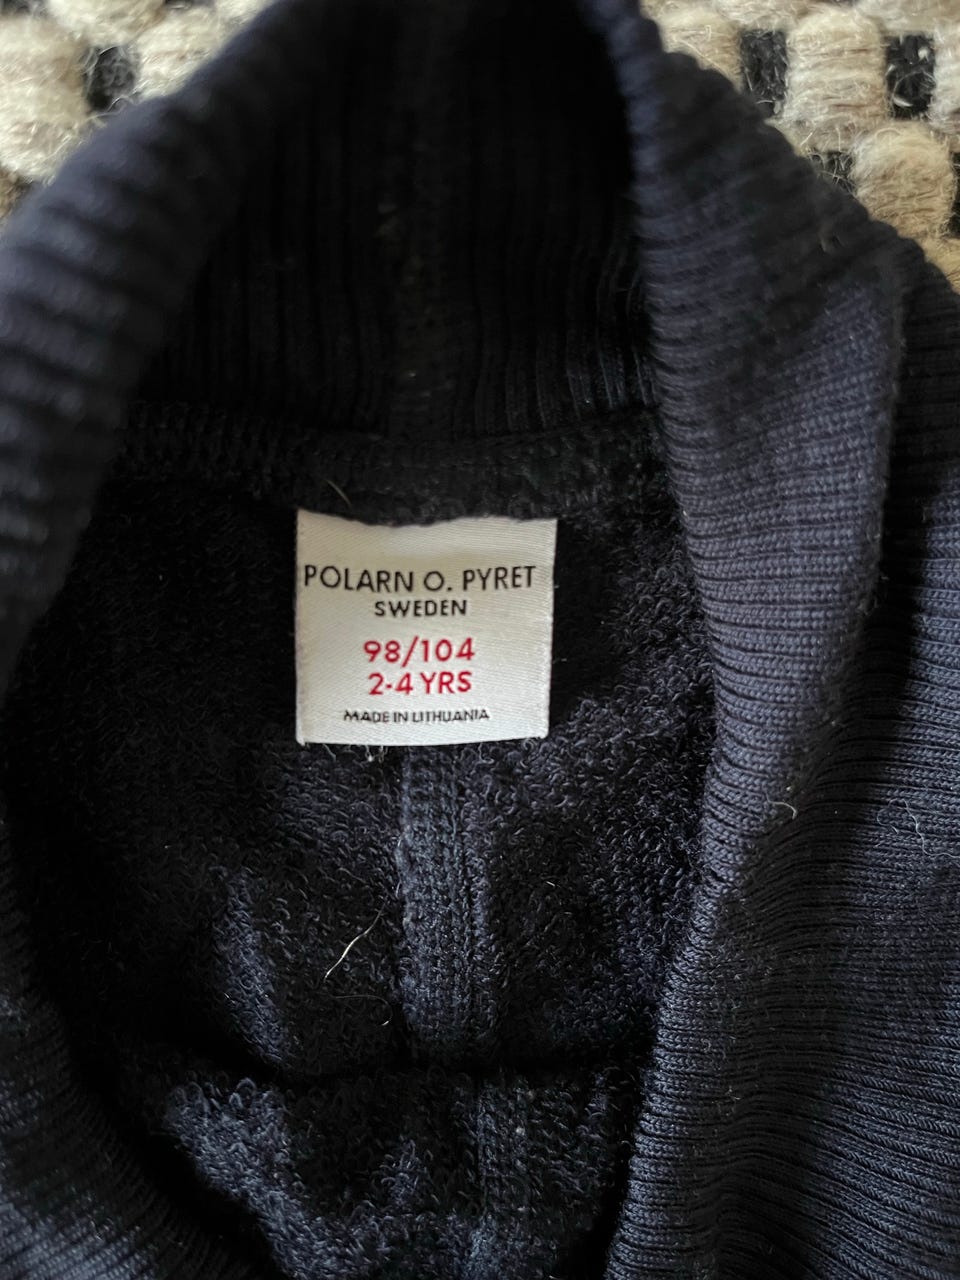 POLARN O. PYRET
SWEDEN
98/104
2-4 YRS
MADE IN LITHUANIA